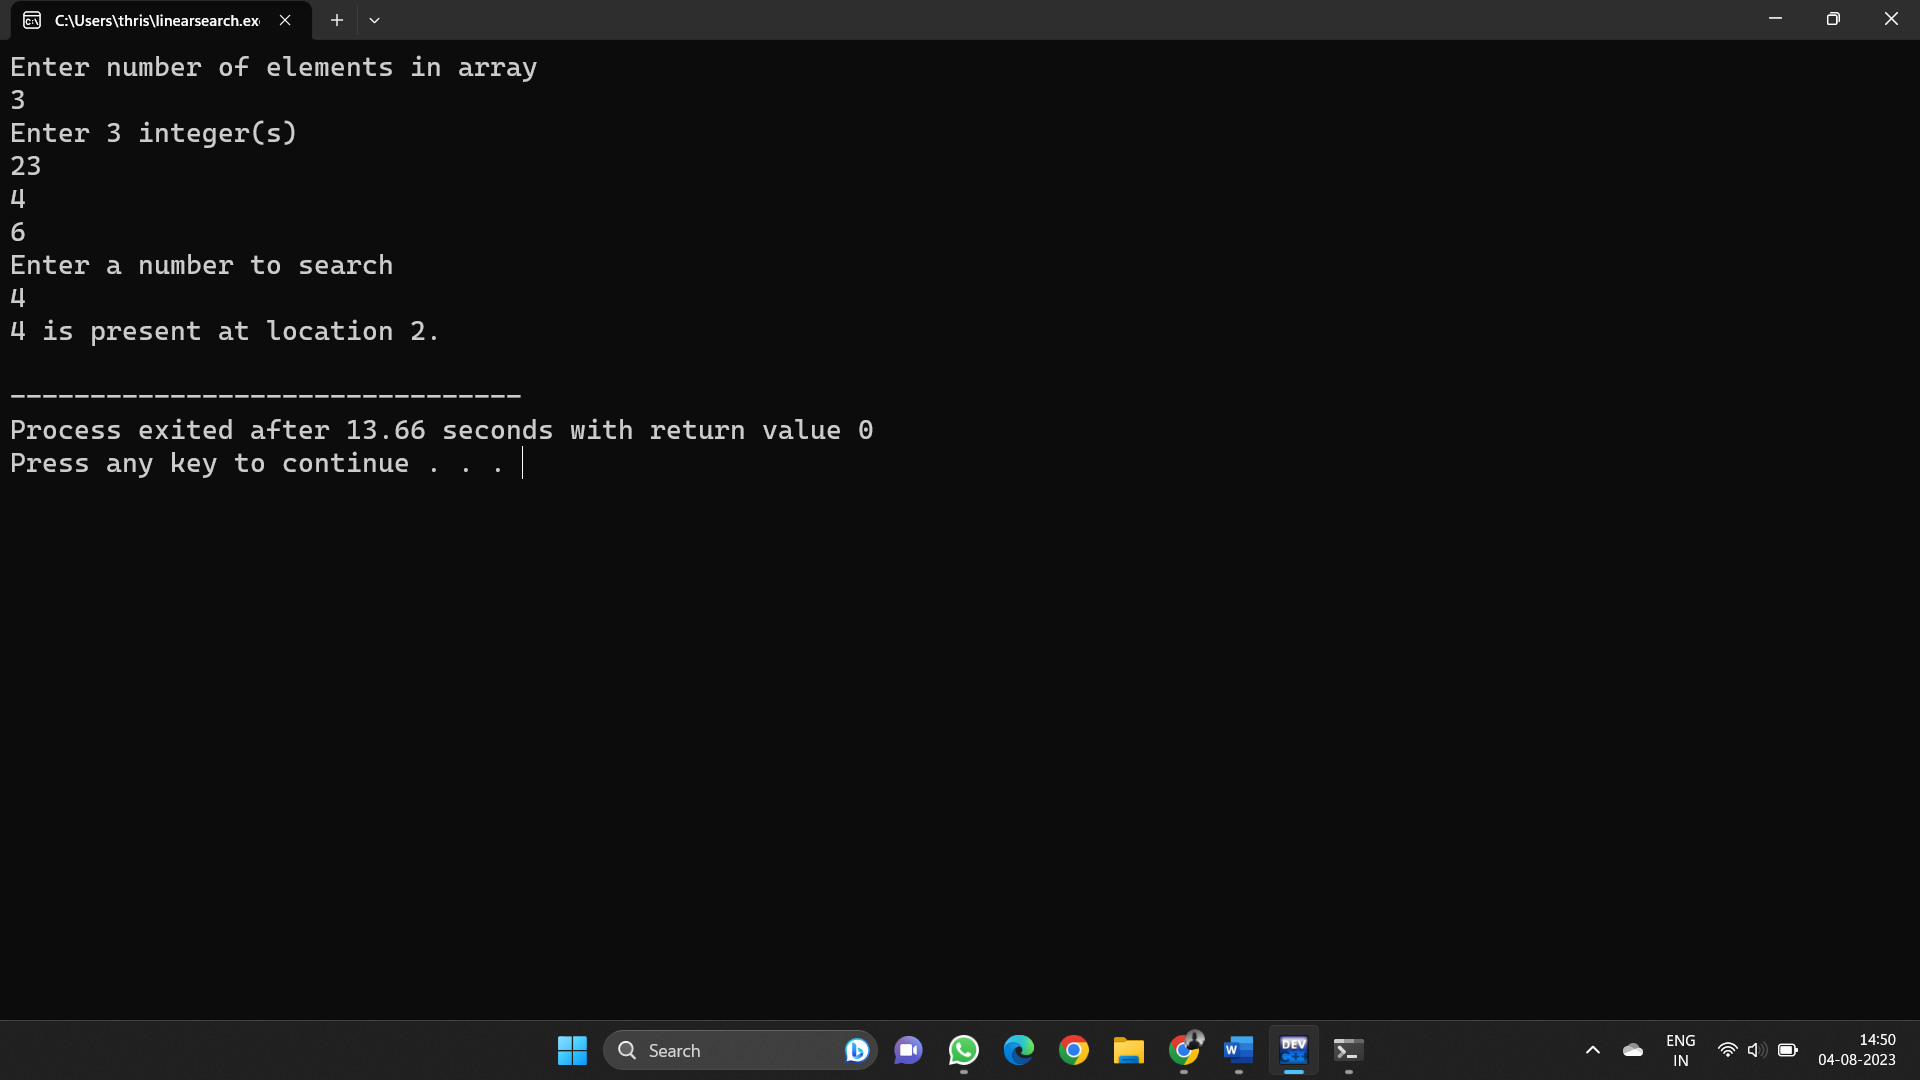 C:\Users\thris\linearsearch.ex
Enter number of elements in array
3
Enter 3 integer(s)
23
4
6
Enter a number to search
4
4 is present at location 2.
--------------------------------
Process exited after 13.66 seconds with return value 0
Press any key to continue . . .
Search
W
DEV
C++
ENG
IN
14:50
04-08-2023